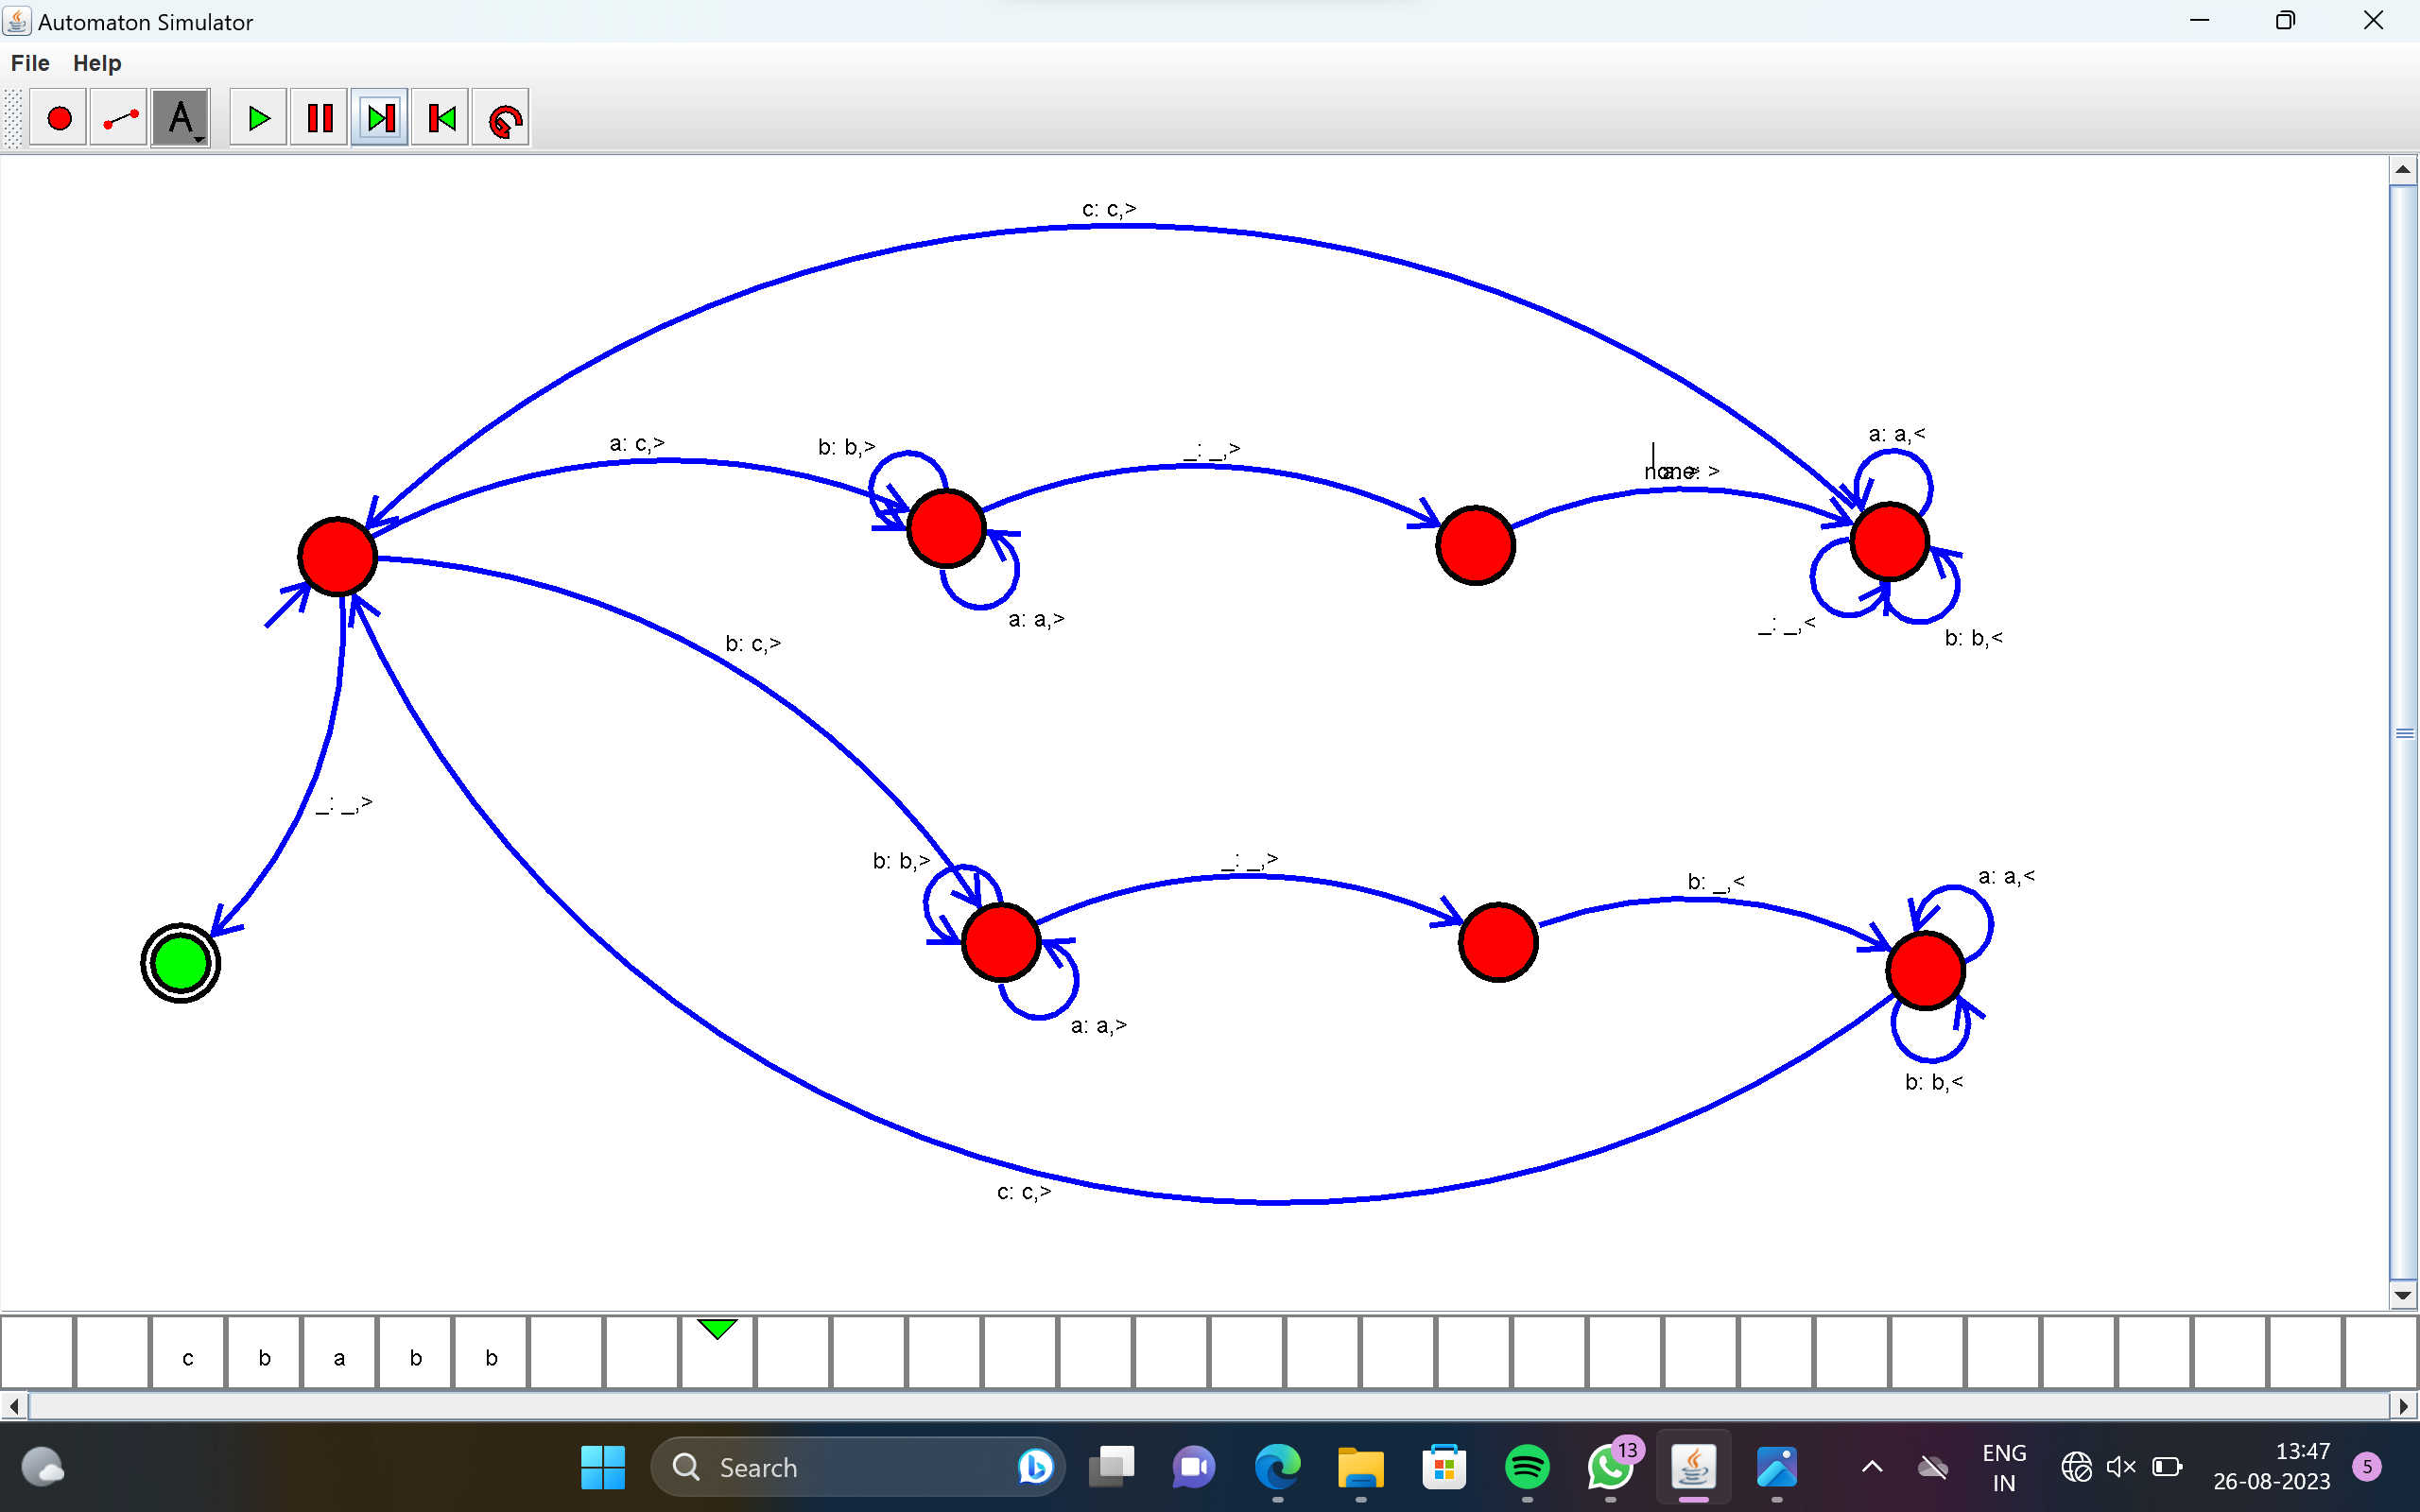 Automaton Simulator
File Help
A
c: c,>
a: c,>
b: b,>
_: _,>
a: a,<
none: >
a: a,>
_: _,<
b: b,<
b: c,>
_: _,>
b: b,>
_: _,>
b: _,<
a: a,<
a: a,>
b: b,<
c: c,>
c b a b b
Search
13
ENG
IN
13:47
26-08-2023
5